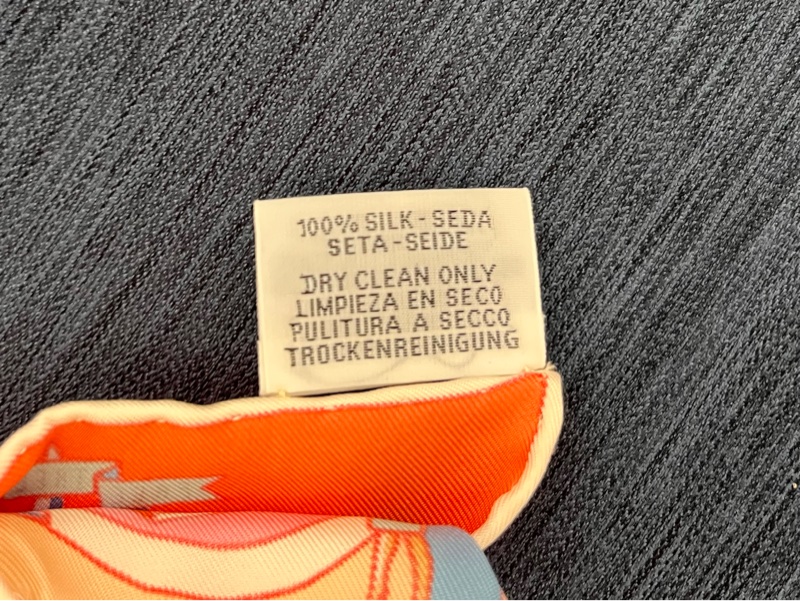 100% SILK - SEDA
SETA - SEIDE
DRY CLEAN ONLY
LIMPIEZA EN SECO
PULITURA A SECCO
TROCKENREINIGUNG